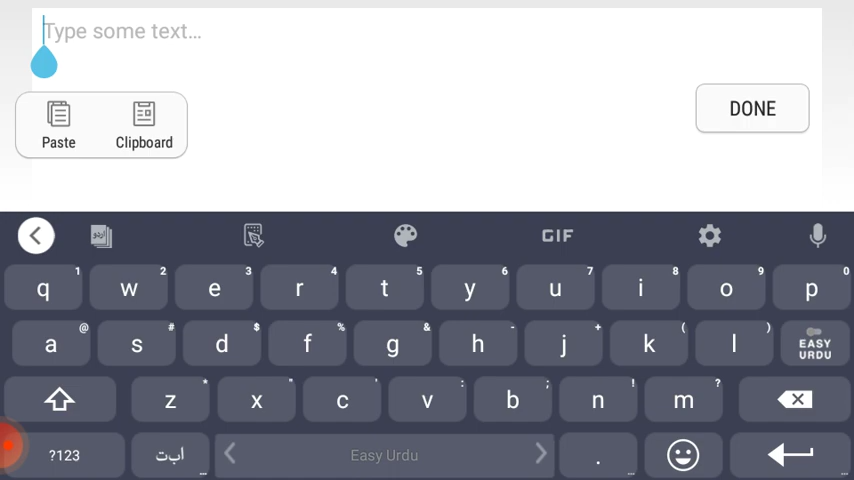 Type some text...
DONE
Paste Clipboard
اردو GIF
q 1 w 2 e 3 r 4 t 5 y 6 u 7 i 8 o 9 p 0
a @ s # d $ f % g & h - j + k ( l ) EASY URDU
z * x " c ' v : b ; n ! m ?
?123 ا ب ت ... Easy Urdu . ... ...